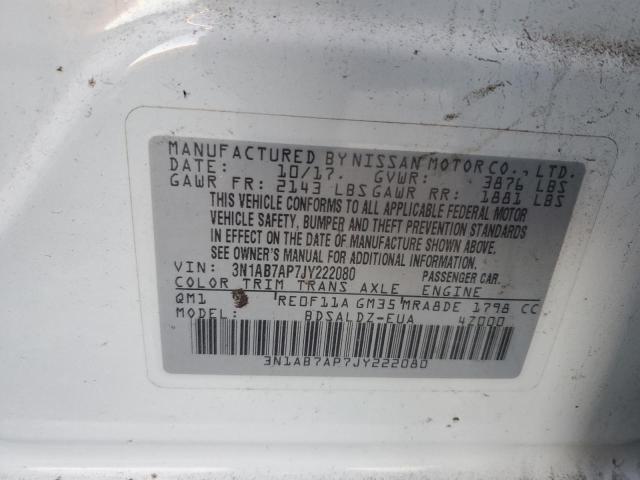 MANUFACTURED BY NISSAN MOTOR CO., LTD.
DATE: 10/17. GVWR: 3876 LBS
GAWR FR: 2143 LBS GAWR RR: 1881 LBS
THIS VEHICLE CONFORMS TO ALL APPLICABLE FEDERAL MOTOR
VEHICLE SAFETY, BUMPER AND THEFT PREVENTION STANDARDS
IN EFFECT ON THE DATE OF MANUFACTURE SHOWN ABOVE.
SEE OWNER'S MANUAL FOR ADDITIONAL INFORMATION.
VIN: 3N1AB7AP7JY222080 PASSENGER CAR.
COLOR TRIM TRANS AXLE ENGINE
QM1 RE0F11A GM35 MRA8DE 1798 CC
MODEL: BDSALDZ-EUA 4Z000
3N1AB7AP7JY222080